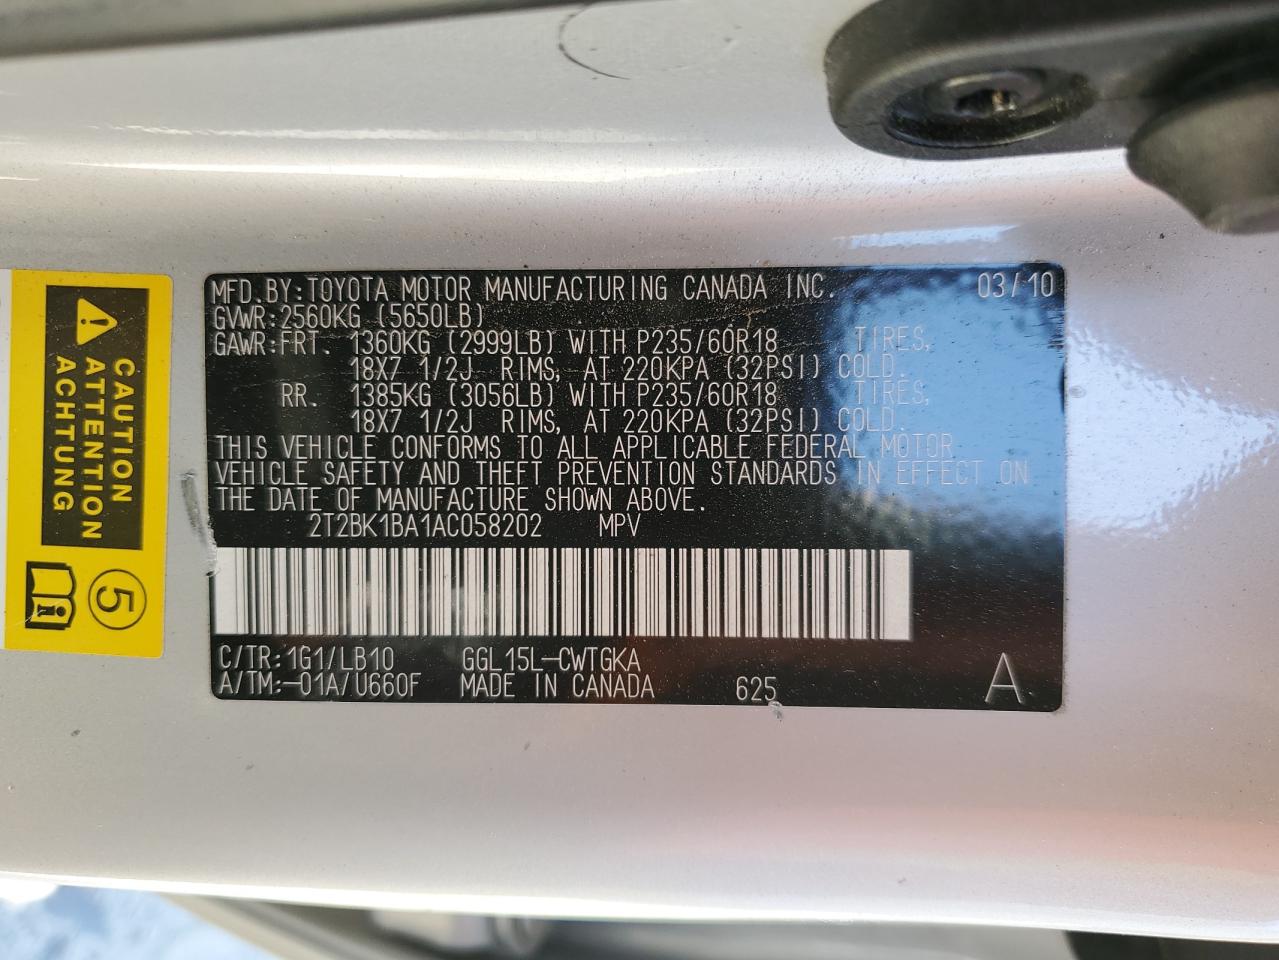 MFD.BY:TOYOTA MOTOR MANUFACTURING CANADA INC. 03/10
GVWR:2560KG (5650LB)
GAWR:FRT. 1360KG (2999LB) WITH P235/60R18 TIRES,
18X7 1/2J RIMS, AT 220KPA (32PSI) COLD.
RR. 1385KG (3056LB) WITH P235/60R18 TIRES,
18X7 1/2J RIMS, AT 220KPA (32PSI) COLD.
THIS VEHICLE CONFORMS TO ALL APPLICABLE FEDERAL MOTOR
VEHICLE SAFETY AND THEFT PREVENTION STANDARDS IN EFFECT ON
THE DATE OF MANUFACTURE SHOWN ABOVE.
2T2BK1BA1AC058202 MPV
C/TR:1G1/LB10 GGL15L-CWTGKA
A/TM:-01A/U660F MADE IN CANADA 625 A
CAUTION
ATTENTION
ACHTUNG
5